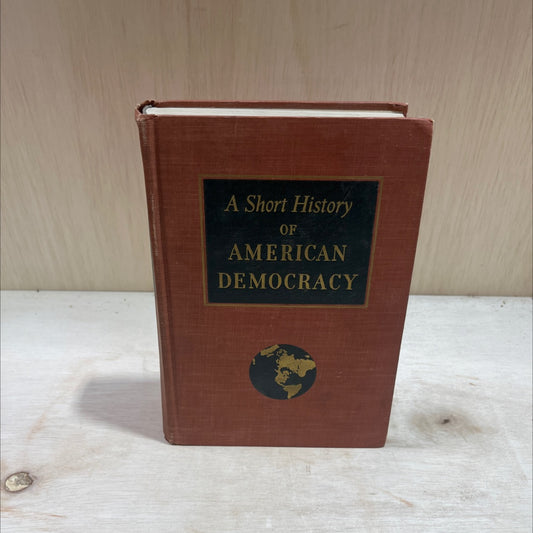 A Short History
OF
AMERICAN
DEMOCRACY